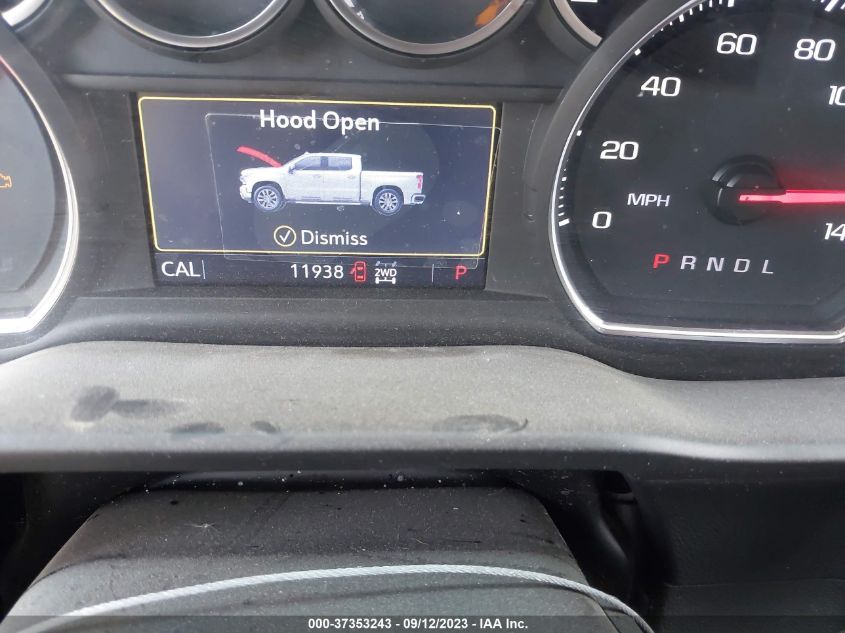 Hood Open
Dismiss
CAL 11938 2WD P
0 20 40 60 80
MPH
P R N D L
000-37353243 - 09/12/2023 - IAA Inc.